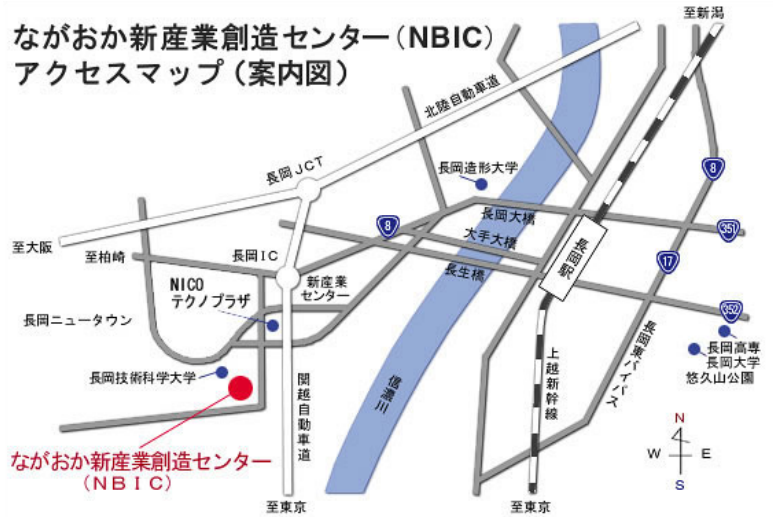 ながおか新産業創造センター（NBIC）
アクセスマップ（案内図）
至新潟
北陸自動車道
長岡造形大学
長岡JCT
8
8
長岡大橋
351
至大阪
至柏崎
長岡IC
大手大橋
長岡駅
17
長生橋
NICO
テクノプラザ
新産業
センター
352
長岡ニュータウン
長岡高専
長岡大学
悠久山公園
長岡東バイパス
上越新幹線
長岡技術科学大学
関越自動車道
信濃川
N
W
E
S
ながおか新産業創造センター
（NBIC）
至東京
至東京